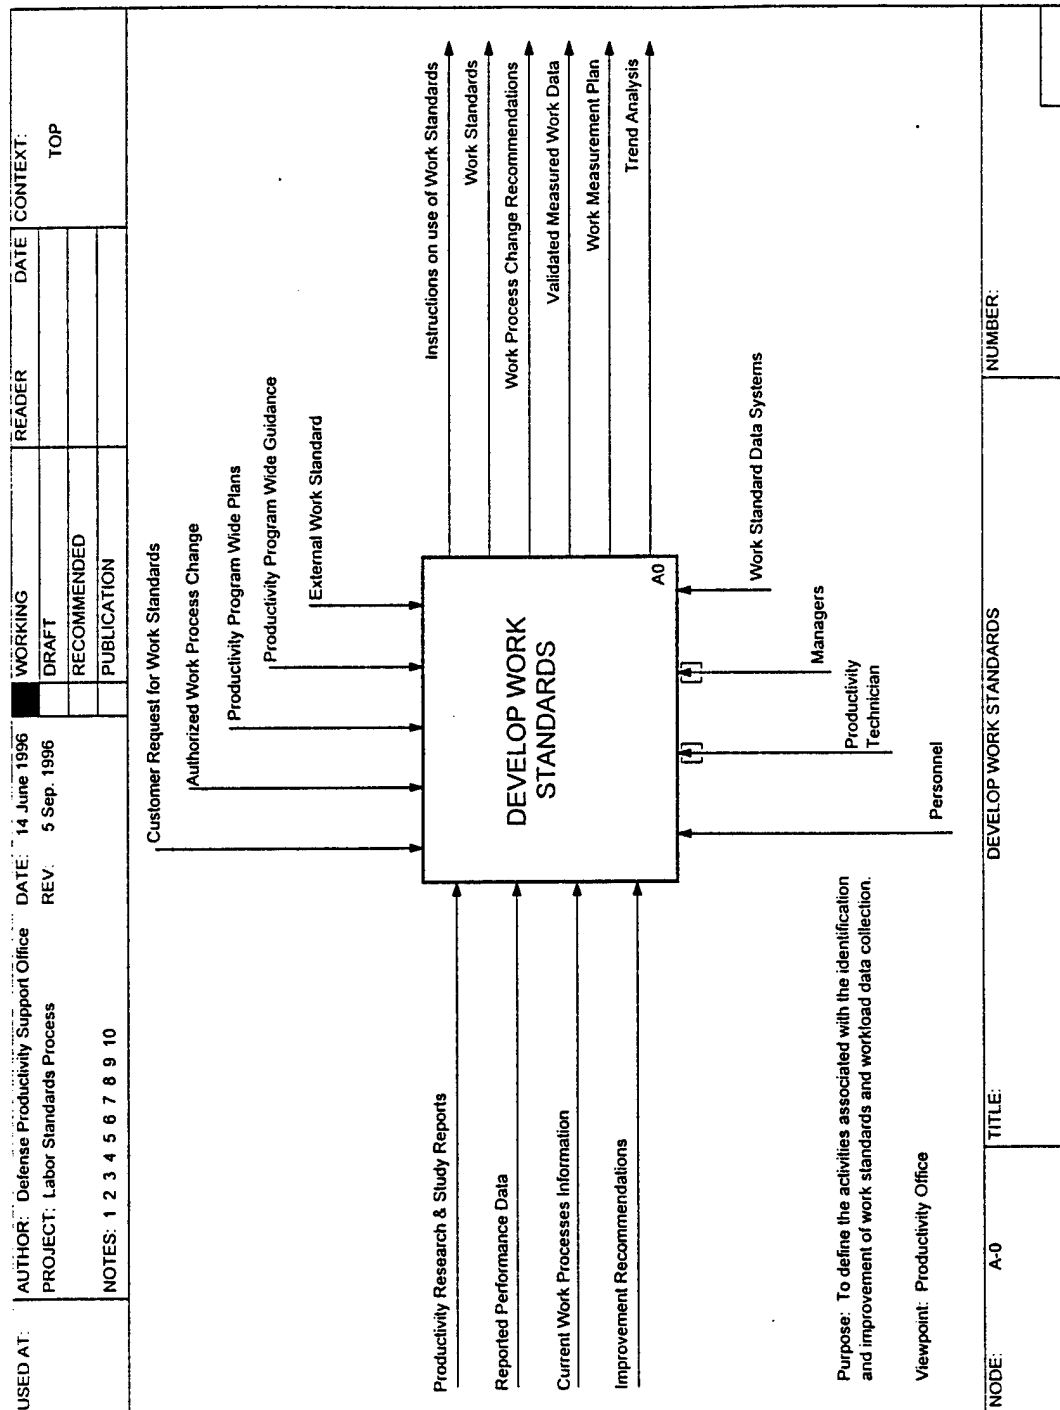 USED AT:
AUTHOR: Defense Productivity Support Office
DATE: 14 June 1996
WORKING
READER
DATE
CONTEXT:
PROJECT: Labor Standards Process
REV: 5 Sep. 1996
DRAFT
TOP
RECOMMENDED
NOTES: 1 2 3 4 5 6 7 8 9 10
PUBLICATION
Customer Request for Work Standards
Authorized Work Process Change
Productivity Program Wide Plans
Productivity Program Wide Guidance
External Work Standard
Productivity Research & Study Reports
Reported Performance Data
Current Work Processes Information
Improvement Recommendations
DEVELOP WORK
STANDARDS
A0
Instructions on use of Work Standards
Work Standards
Work Process Change Recommendations
Validated Measured Work Data
Work Measurement Plan
Trend Analysis
Work Standard Data Systems
Managers
Productivity
Technician
Personnel
Purpose: To define the activities associated with the identification
and improvement of work standards and workload data collection.
Viewpoint: Productivity Office
NODE: A-0
TITLE:
DEVELOP WORK STANDARDS
NUMBER: